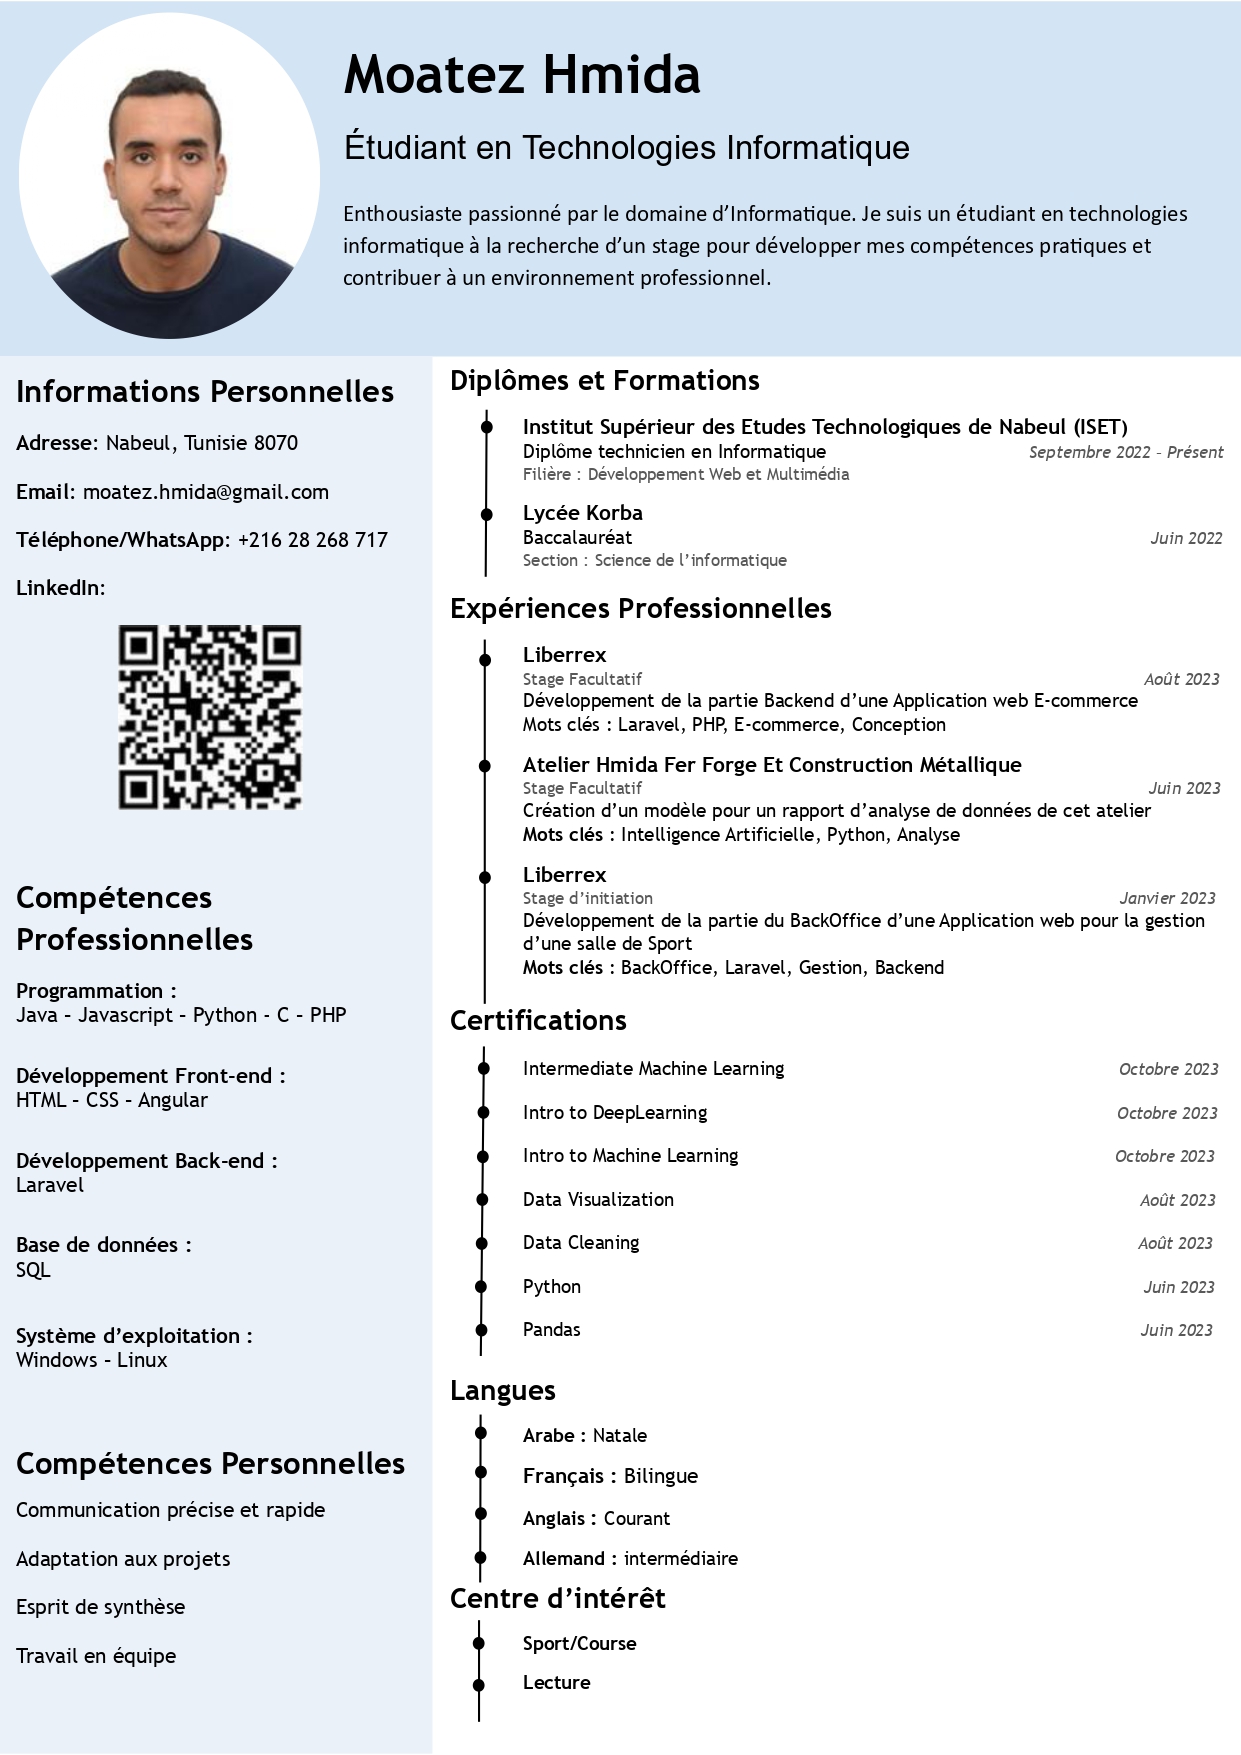 Moatez Hmida
Étudiant en Technologies Informatique
Enthousiaste passionné par le domaine d’Informatique. Je suis un étudiant en technologies
informatique à la recherche d’un stage pour développer mes compétences pratiques et
contribuer à un environnement professionnel.
Informations Personnelles
Adresse: Nabeul, Tunisie 8070
Email: moatez.hmida@gmail.com
Téléphone/WhatsApp: +216 28 268 717
LinkedIn:
Compétences
Professionnelles
Programmation :
Java – Javascript – Python - C – PHP
Développement Front-end :
HTML – CSS – Angular
Développement Back-end :
Laravel
Base de données :
SQL
Système d’exploitation :
Windows – Linux
Compétences Personnelles
Communication précise et rapide
Adaptation aux projets
Esprit de synthèse
Travail en équipe
Diplômes et Formations
Institut Supérieur des Etudes Technologiques de Nabeul (ISET)
Diplôme technicien en Informatique Septembre 2022 – Présent
Filière : Développement Web et Multimédia
Lycée Korba
Baccalauréat Juin 2022
Section : Science de l’informatique
Expériences Professionnelles
Liberrex
Stage Facultatif Août 2023
Développement de la partie Backend d’une Application web E-commerce
Mots clés : Laravel, PHP, E-commerce, Conception
Atelier Hmida Fer Forge Et Construction Métallique
Stage Facultatif Juin 2023
Création d’un modèle pour un rapport d’analyse de données de cet atelier
Mots clés : Intelligence Artificielle, Python, Analyse
Liberrex
Stage d’initiation Janvier 2023
Développement de la partie du BackOffice d’une Application web pour la gestion
d’une salle de Sport
Mots clés : BackOffice, Laravel, Gestion, Backend
Certifications
Intermediate Machine Learning Octobre 2023
Intro to DeepLearning Octobre 2023
Intro to Machine Learning Octobre 2023
Data Visualization Août 2023
Data Cleaning Août 2023
Python Juin 2023
Pandas Juin 2023
Langues
Arabe : Natale
Français : Bilingue
Anglais : Courant
Allemand : intermédiaire
Centre d’intérêt
Sport/Course
Lecture